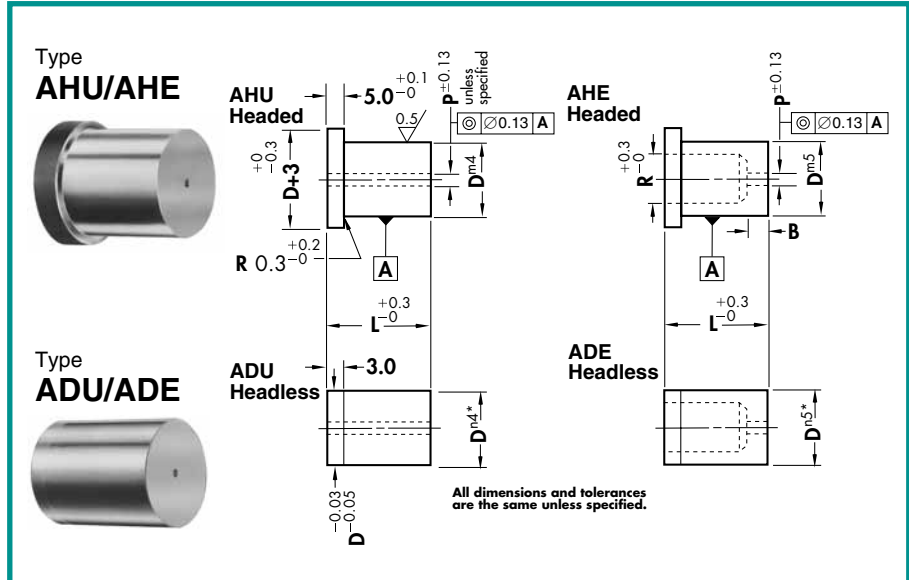 Type
AHU/AHE
AHU
Headed
5.0 +0.1 -0
P±0.13
unless
specified
0.5
◎ ∅0.13 A
D+3 +0 -0.3
Dm4
R 0.3 +0.2 -0
A
L +0.3 -0
AHE
Headed
P±0.13
◎ ∅0.13 A
R +0.3 -0
Dm5
B
A
L +0.3 -0
Type
ADU/ADE
ADU
Headless
3.0
Dn4*
D -0.03 -0.05
ADE
Headless
Dn5*
All dimensions and tolerances
are the same unless specified.